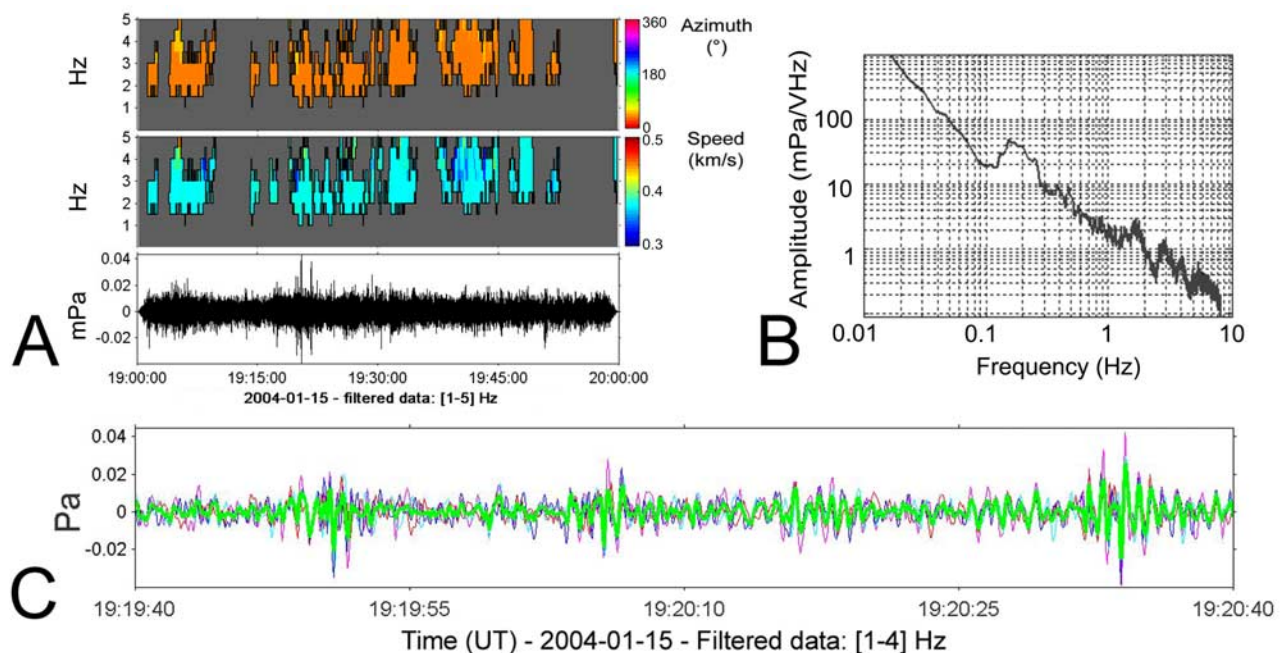 5
4
3
2
1
Hz
360
180
0
Azimuth
(°)
5
4
3
2
1
Hz
0.5
0.4
0.3
Speed
(km/s)
0.04
0.02
0
-0.02
mPa
19:00:00 19:15:00 19:30:00 19:45:00 20:00:00
2004-01-15 - filtered data: [1-5] Hz
A
Amplitude (mPa/VHz)
100
10
1
0.01 0.1 1 10
Frequency (Hz)
B
0.04
0.02
0
-0.02
Pa
C
19:19:40 19:19:55 19:20:10 19:20:25 19:20:40
Time (UT) - 2004-01-15 - Filtered data: [1-4] Hz